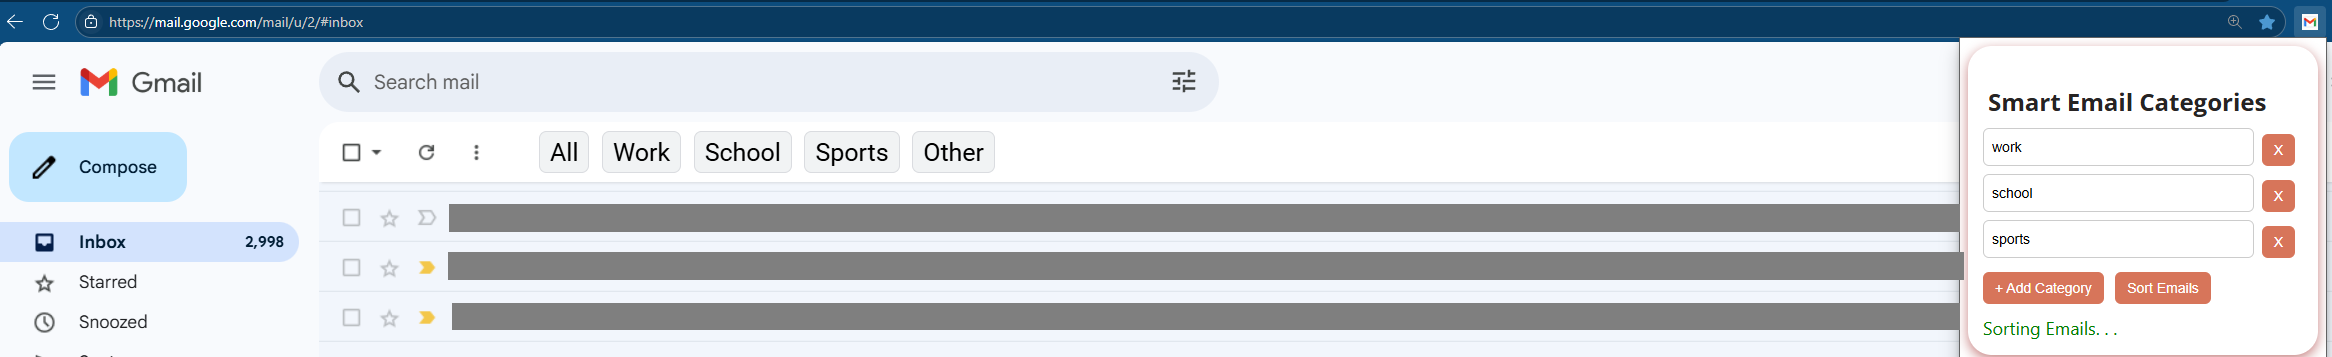 https://mail.google.com/mail/u/2/#inbox
Gmail
Search mail
Compose
Inbox 2,998
Starred
Snoozed
All Work School Sports Other
Smart Email Categories
work X
school X
sports X
+ Add Category Sort Emails
Sorting Emails. . .